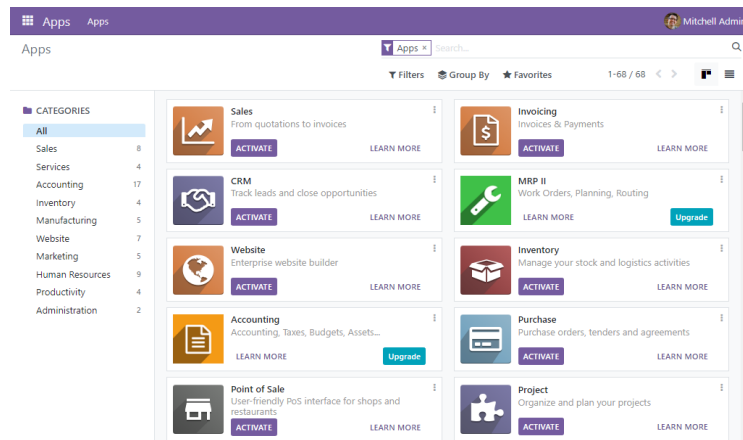 Apps Apps Mitchell Admin
Apps
Apps × Search...
Filters Group By Favorites 1-68 / 68
CATEGORIES
All
Sales 8
Services 4
Accounting 17
Inventory 4
Manufacturing 5
Website 7
Marketing 5
Human Resources 9
Productivity 4
Administration 2
Sales
From quotations to invoices
ACTIVATE LEARN MORE
Invoicing
Invoices & Payments
ACTIVATE LEARN MORE
CRM
Track leads and close opportunities
ACTIVATE LEARN MORE
MRP II
Work Orders, Planning, Routing
LEARN MORE Upgrade
Website
Enterprise website builder
ACTIVATE LEARN MORE
Inventory
Manage your stock and logistics activities
ACTIVATE LEARN MORE
Accounting
Accounting, Taxes, Budgets, Assets...
LEARN MORE Upgrade
Purchase
Purchase orders, tenders and agreements
ACTIVATE LEARN MORE
Point of Sale
User-friendly PoS interface for shops and
restaurants
ACTIVATE LEARN MORE
Project
Organize and plan your projects
ACTIVATE LEARN MORE